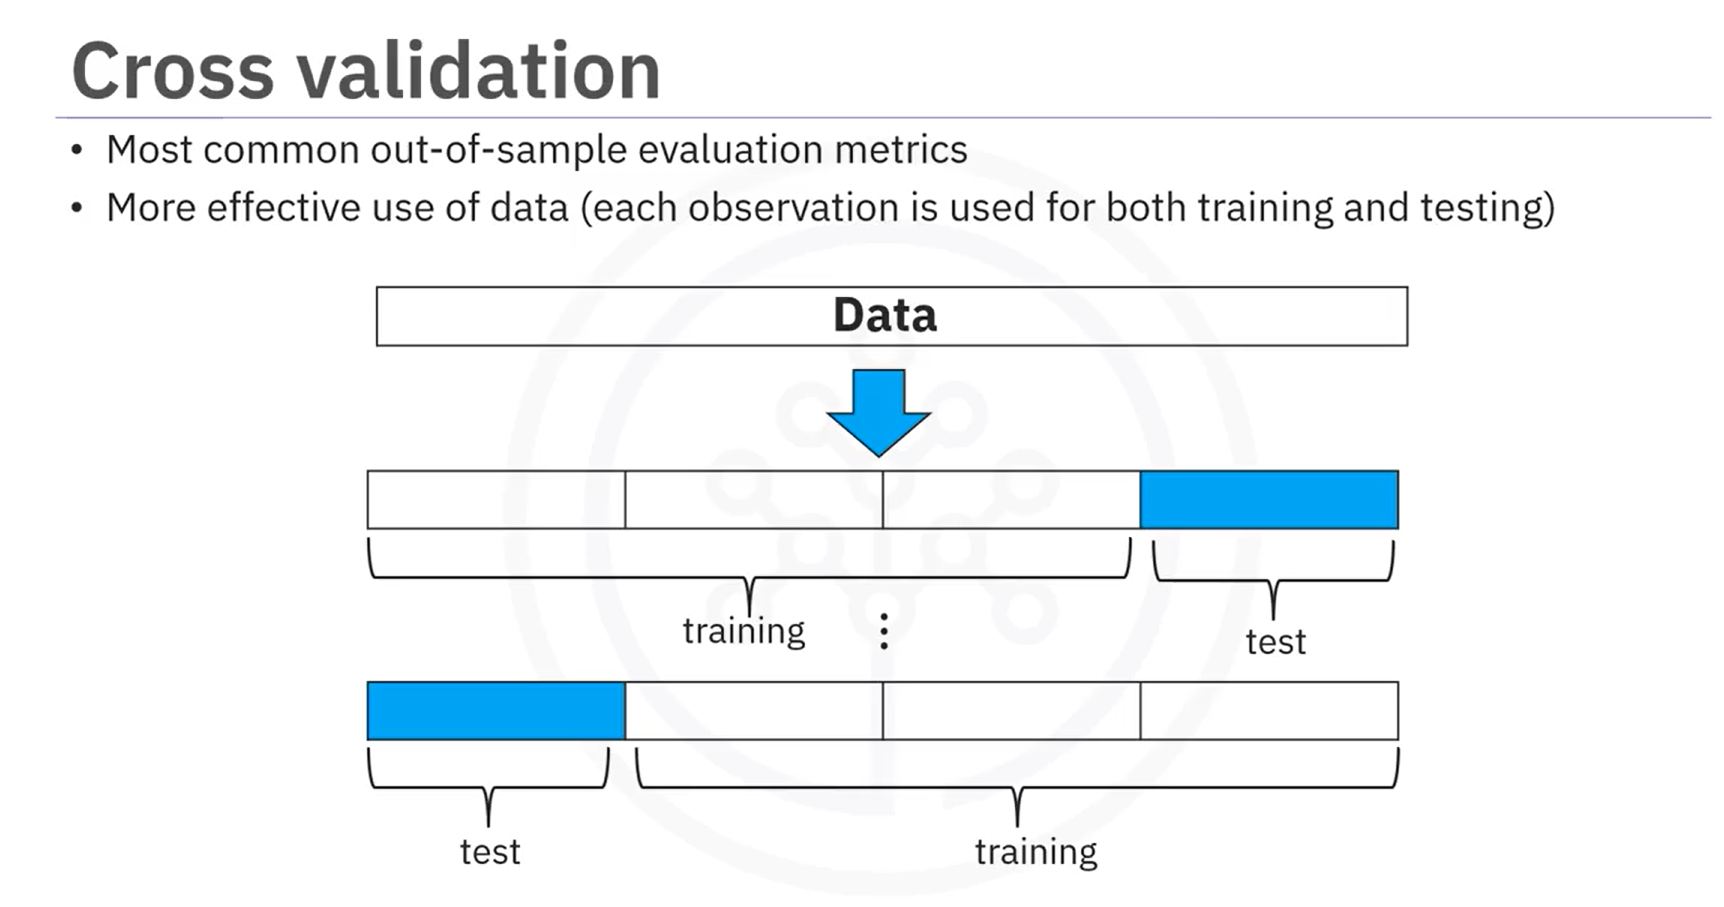 Cross validation
• Most common out-of-sample evaluation metrics
• More effective use of data (each observation is used for both training and testing)
Data
training
⋮
test
test
training